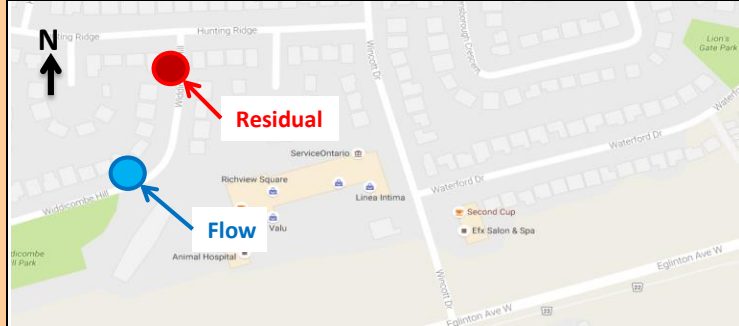 Hunting Ridge
Hunting Ridge
N
Wincott Dr
Lion's
Gate Park
Residual
ServiceOntario
Waterford Dr
Richview Square
Waterford Dr
Linea Intima
Widdicombe Hill
Flow
Valu
Second Cup
Efx Salon & Spa
Animal Hospital
Wincott Dr
Eglinton Ave W
Eglinton Ave W